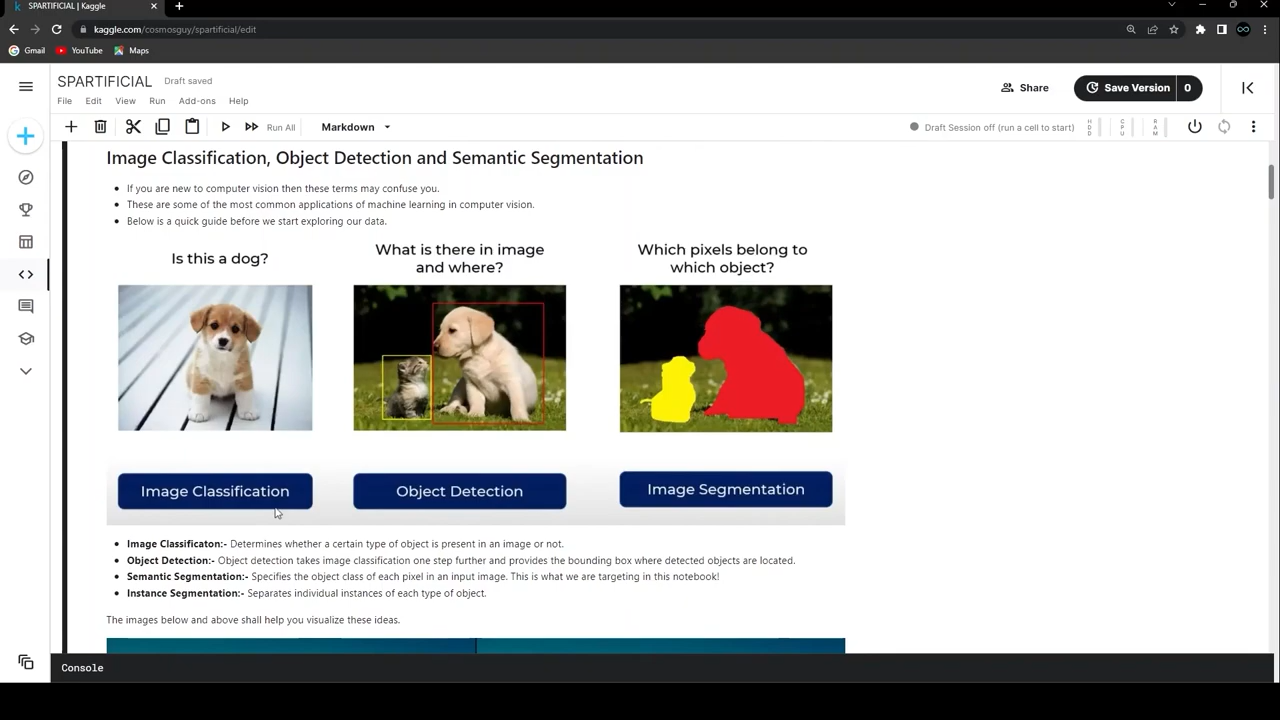 SPARTIFICIAL | Kaggle
kaggle.com/cosmosguy/spartificial/edit
Gmail YouTube Maps
SPARTIFICIAL Draft saved
File Edit View Run Add-ons Help
Share
Save Version 0
Run All Markdown
Draft Session off (run a cell to start)
HDD
CPU
RAM
Image Classification, Object Detection and Semantic Segmentation
If you are new to computer vision then these terms may confuse you.
These are some of the most common applications of machine learning in computer vision.
Below is a quick guide before we start exploring our data.
Is this a dog?
What is there in image
and where?
Which pixels belong to
which object?
Image Classification
Object Detection
Image Segmentation
Image Classificaton:- Determines whether a certain type of object is present in an image or not.
Object Detection:- Object detection takes image classification one step further and provides the bounding box where detected objects are located.
Semantic Segmentation:- Specifies the object class of each pixel in an input image. This is what we are targeting in this notebook!
Instance Segmentation:- Separates individual instances of each type of object.
The images below and above shall help you visualize these ideas.
Console